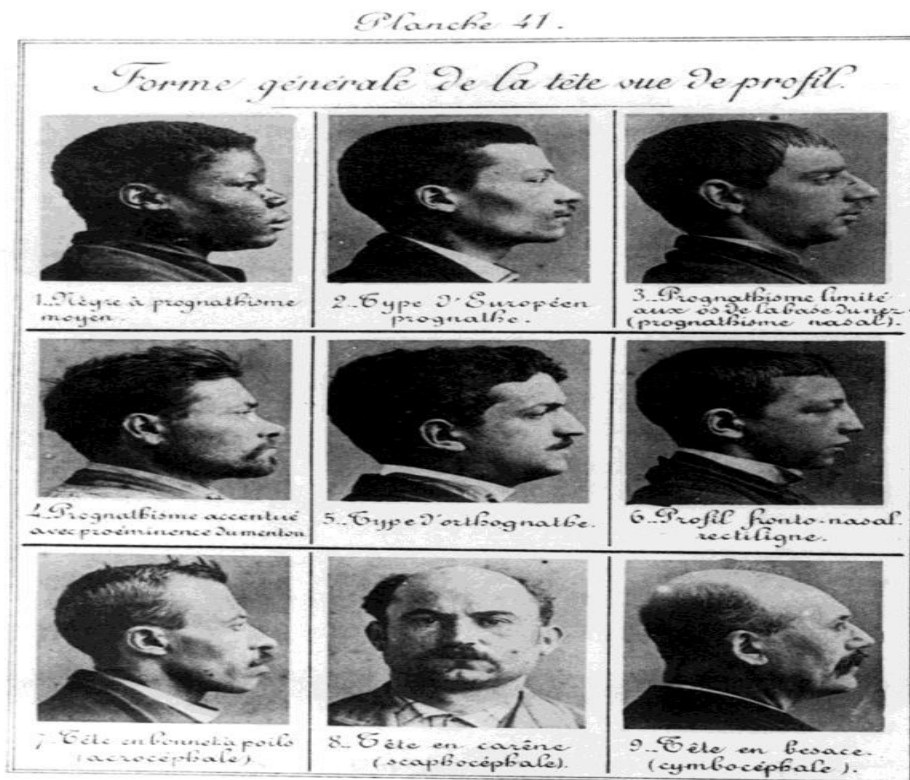 Planche 41.
Forme générale de la tête vue de profil.
1..Nègre à prognathisme
moyen.
2..Type d'Européen
prognathe.
3..Prognathisme limité
aux os de la base du nez
(prognathisme nasal).
4..Prognathisme accentué
avec proéminence du menton
5..Type d'orthognathe.
6..Profil fronto-nasal
rectiligne.
7..Tête en bonnet à poils
(acrocéphale)
8..Tête en carène
(scaphocéphale).
9..Tête en besace.
(cymbocéphale).